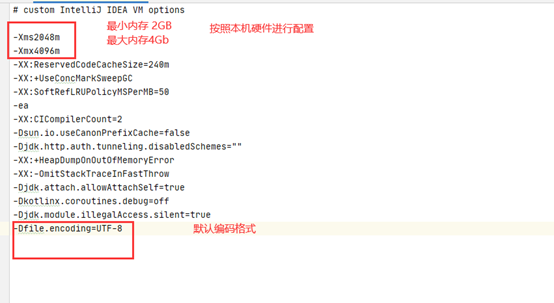 # custom IntelliJ IDEA VM options
最小内存 2GB
按照本机硬件进行配置
最大内存4Gb
-Xms2048m
-Xmx4096m
-XX:ReservedCodeCacheSize=240m
-XX:+UseConcMarkSweepGC
-XX:SoftRefLRUPolicyMSPerMB=50
-ea
-XX:CICompilerCount=2
-Dsun.io.useCanonPrefixCache=false
-Djdk.http.auth.tunneling.disabledSchemes=""
-XX:+HeapDumpOnOutOfMemoryError
-XX:-OmitStackTraceInFastThrow
-Djdk.attach.allowAttachSelf=true
-Dkotlinx.coroutines.debug=off
-Djdk.module.illegalAccess.silent=true
-Dfile.encoding=UTF-8
默认编码格式